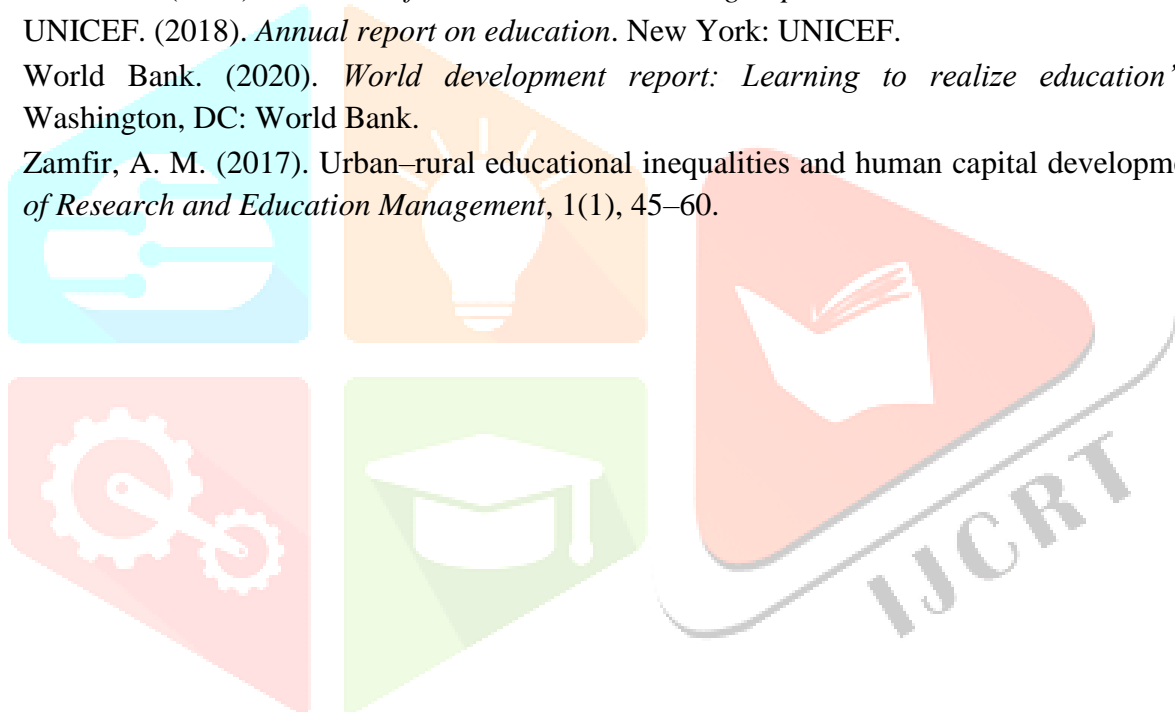 UNICEF. (2018). Annual report on education. New York: UNICEF.
World Bank. (2020). World development report: Learning to realize education’
Washington, DC: World Bank.
Zamfir, A. M. (2017). Urban–rural educational inequalities and human capital
of Research and Education Management, 1(1), 45–60.
IJCRT